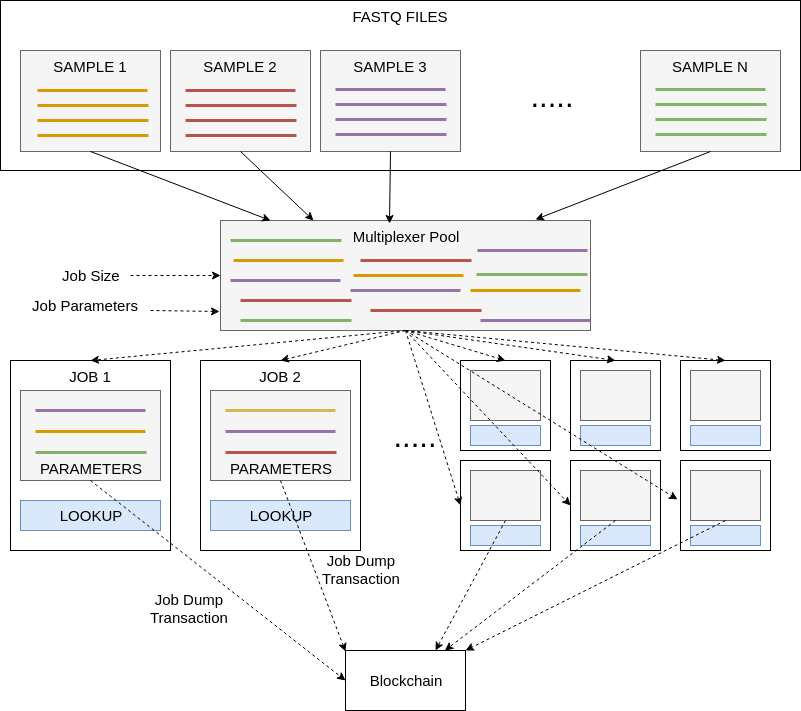 FASTQ FILES
SAMPLE 1
SAMPLE 2
SAMPLE 3
.....
SAMPLE N
Multiplexer Pool
Job Size
Job Parameters
JOB 1
JOB 2
.....
PARAMETERS
PARAMETERS
LOOKUP
LOOKUP
Job Dump
Transaction
Job Dump
Transaction
Blockchain